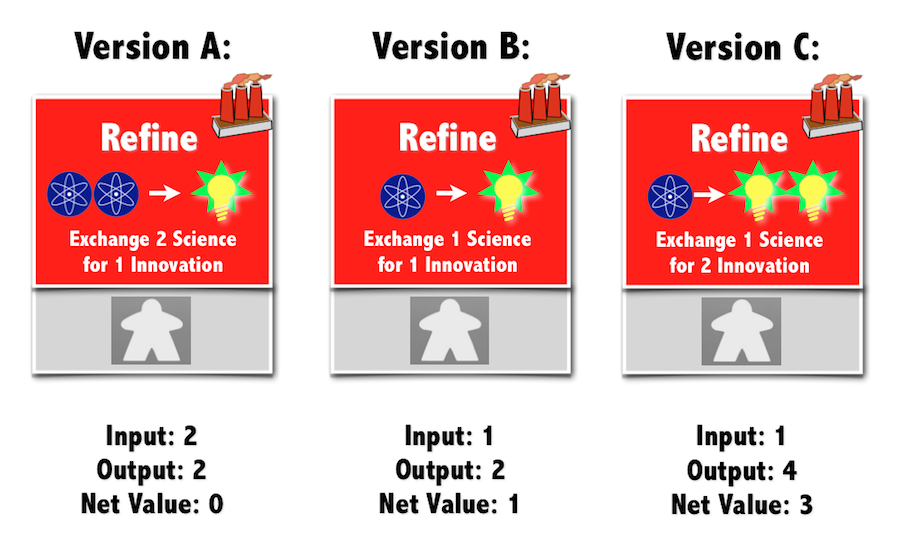 Version A:
Version B:
Version C:
Refine
Exchange 2 Science
for 1 Innovation
Refine
Exchange 1 Science
for 1 Innovation
Refine
Exchange 1 Science
for 2 Innovation
Input: 2
Output: 2
Net Value: 0
Input: 1
Output: 2
Net Value: 1
Input: 1
Output: 4
Net Value: 3